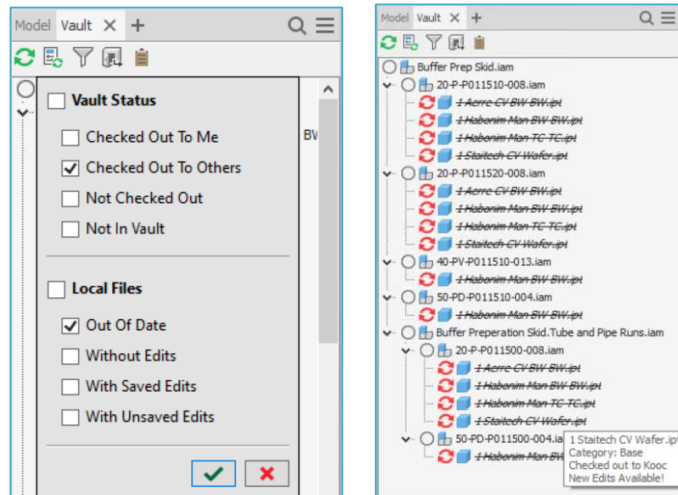 Model Vault × +
BV
Vault Status
Checked Out To Me
Checked Out To Others
Not Checked Out
Not In Vault
Local Files
Out Of Date
Without Edits
With Saved Edits
With Unsaved Edits
Model Vault × +
Buffer Prep Skid.iam
20-P-P011510-008.iam
1 Aerre CV BW-BW.ipt
1 Habonim Man BW-BW.ipt
1 Habonim Man TC-TC.ipt
1 Staitech CV Wafer.ipt
20-P-P011520-008.iam
1 Aerre CV BW-BW.ipt
1 Habonim Man BW-BW.ipt
1 Habonim Man TC-TC.ipt
1 Staitech CV Wafer.ipt
40-PV-P011510-013.iam
1 Habonim Man BW-BW.ipt
50-PD-P011510-004.iam
1 Habonim Man BW-BW.ipt
Buffer Preperation Skid.Tube and Pipe Runs.iam
20-P-P011500-008.iam
1 Aerre CV BW-BW.ipt
1 Habonim Man BW-BW.ipt
1 Habonim Man TC-TC.ipt
1 Staitech CV Wafer.ipt
50-PD-P011500-004.ia
1 Habonim Man BW
1 Staitech CV Wafer.ipt
Category: Base
Checked out to Kooc
New Edits Available!